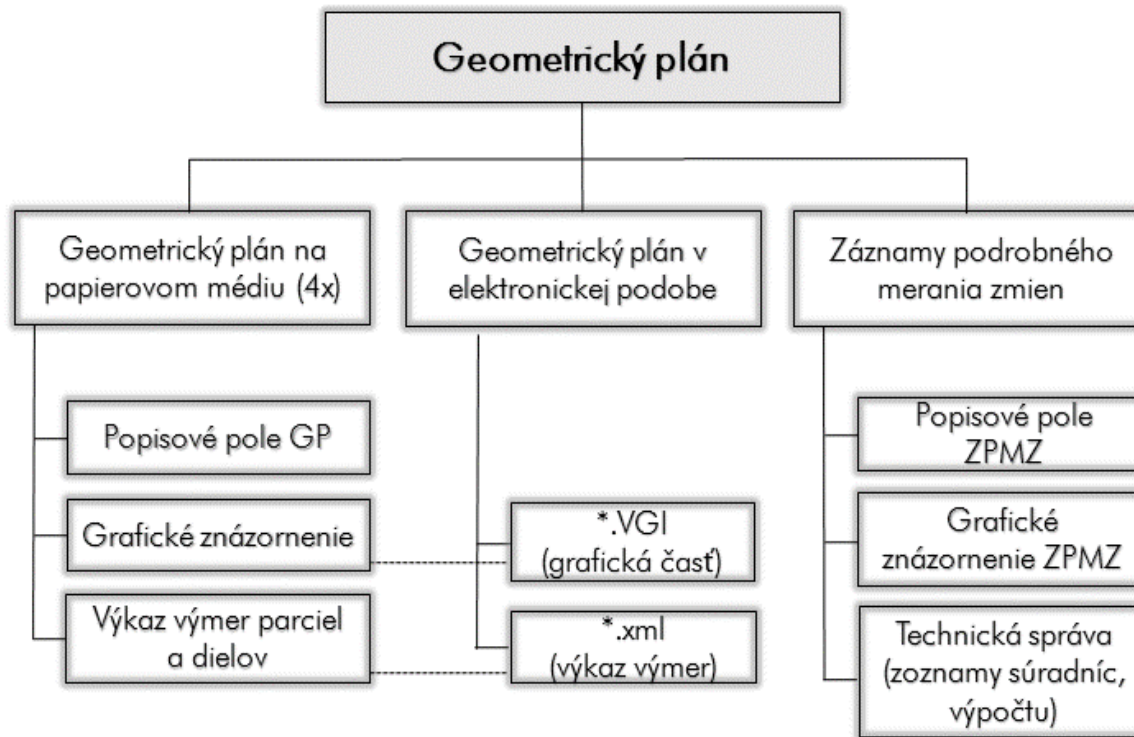 Geometrický plán
Geometrický plán na
papierovom médiu (4x)
Geometrický plán v
elektronickej podobe
Záznamy podrobného
merania zmien
Popisové pole GP
Grafické znázornenie
Výkaz výmer parciel
a dielov
*.VGI
(grafická časť)
*.xml
(výkaz výmer)
Popisové pole
ZPMZ
Grafické
znázornenie ZPMZ
Technická správa
(zoznamy súradníc,
výpočtu)